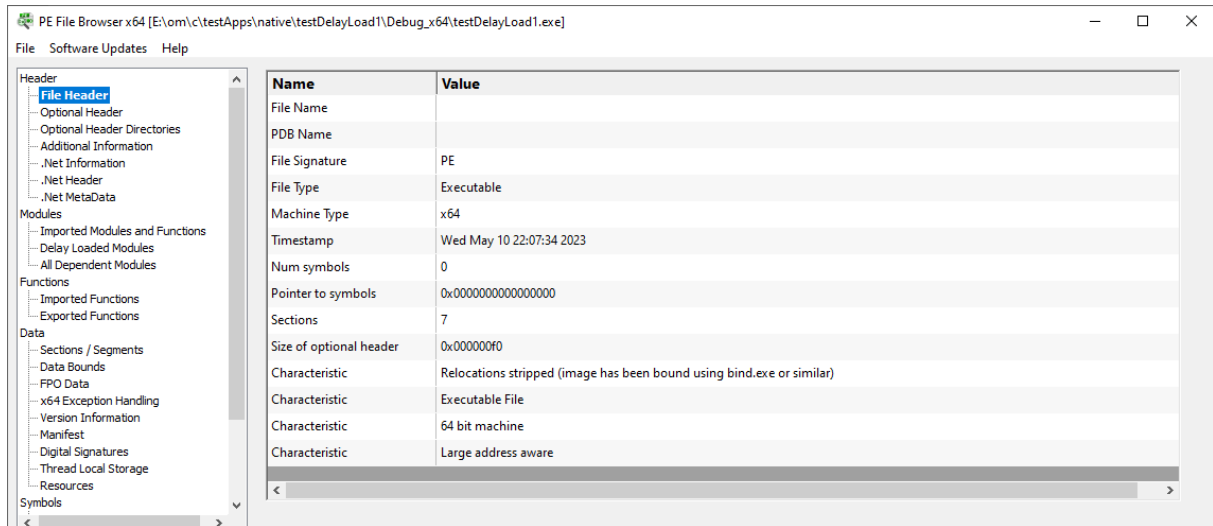 PE File Browser x64 [E:\om\c\testApps\native\testDelayLoad1\Debug_x64\testDelayLoad1.exe]
File Software Updates Help
Header
File Header
Optional Header
Optional Header Directories
Additional Information
.Net Information
.Net Header
.Net MetaData
Modules
Imported Modules and Functions
Delay Loaded Modules
All Dependent Modules
Functions
Imported Functions
Exported Functions
Data
Sections / Segments
Data Bounds
FPO Data
x64 Exception Handling
Version Information
Manifest
Digital Signatures
Thread Local Storage
Resources
Symbols
Name Value
File Name
PDB Name
File Signature PE
File Type Executable
Machine Type x64
Timestamp Wed May 10 22:07:34 2023
Num symbols 0
Pointer to symbols 0x0000000000000000
Sections 7
Size of optional header 0x000000f0
Characteristic Relocations stripped (image has been bound using bind.exe or similar)
Characteristic Executable File
Characteristic 64 bit machine
Characteristic Large address aware